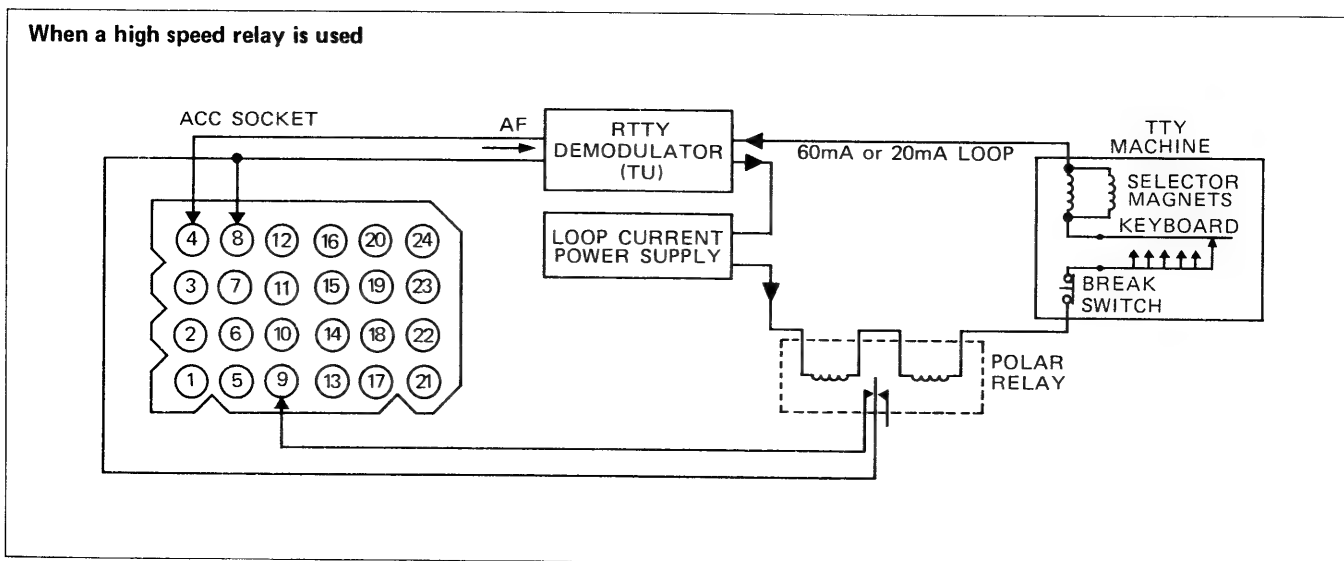 When a high speed relay is used
ACC SOCKET
AF
RTTY
DEMODULATOR
(TU)
60mA or 20mA LOOP
TTY
MACHINE
SELECTOR
MAGNETS
KEYBOARD
BREAK
SWITCH
LOOP CURRENT
POWER SUPPLY
POLAR
RELAY
4 8 12 16 20 24
3 7 11 15 19 23
2 6 10 14 18 22
1 5 9 13 17 21